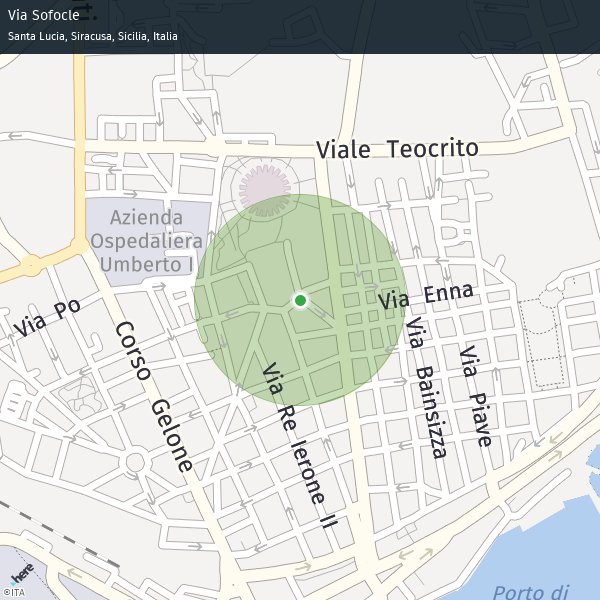 Via Sofocle
Santa Lucia, Siracusa, Sicilia, Italia
Viale Teocrito
Azienda
Ospedaliera
Umberto I
Via Enna
Via Po
Corso Gelone
Via Re Ierone II
Via Bainsizza
Via Piave
Porto di
here
©ITA